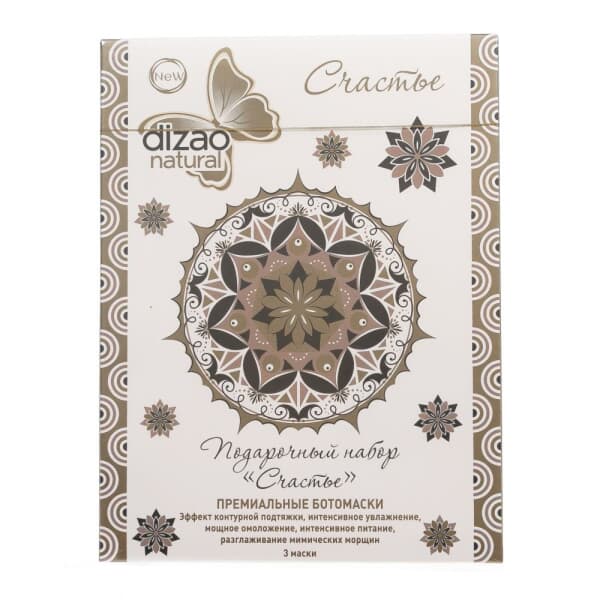 NeW
Счастье
dizao
natural
Подарочный набор
«Счастье»
ПРЕМИАЛЬНЫЕ БОТОМАСКИ
Эффект контурной подтяжки, интенсивное увлажнение,
мощное омоложение, интенсивное питание,
разглаживание мимических морщин
3 маски